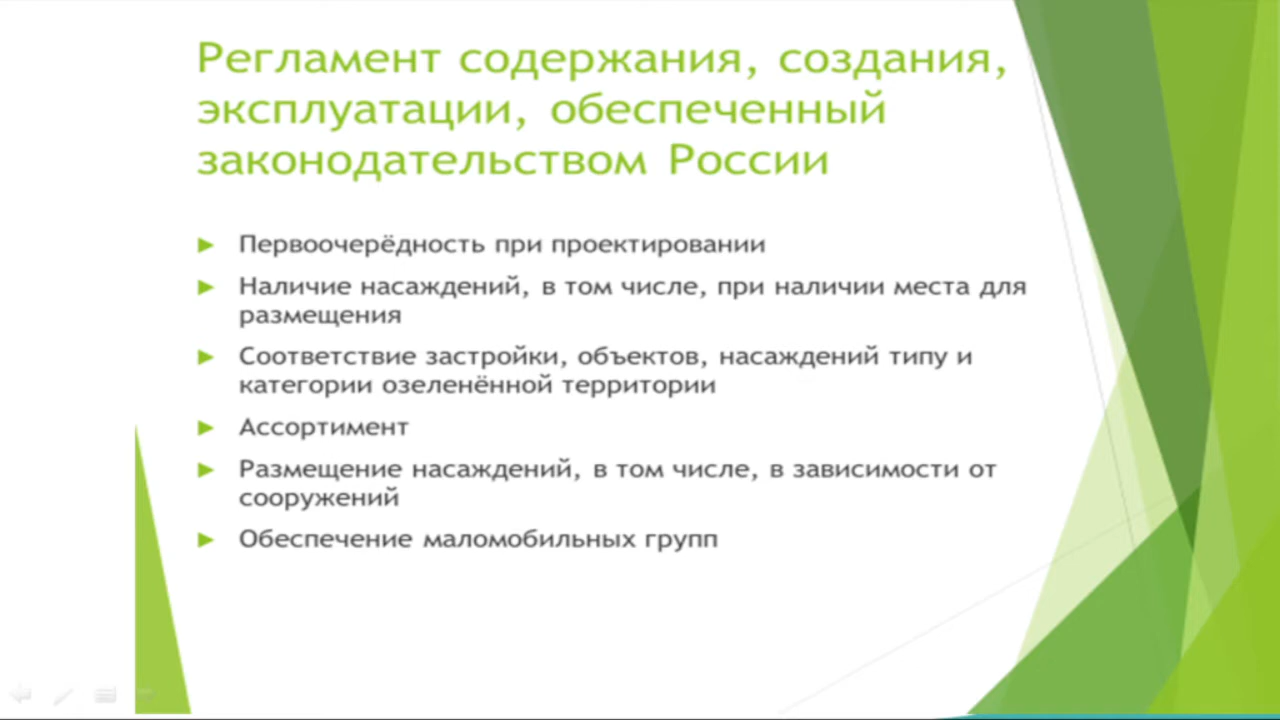 Регламент содержания, создания,
эксплуатации, обеспеченный
законодательством России
Первоочерёдность при проектировании
Наличие насаждений, в том числе, при наличии места для
размещения
Соответствие застройки, объектов, насаждений типу и
категории озеленённой территории
Ассортимент
Размещение насаждений, в том числе, в зависимости от
сооружений
Обеспечение маломобильных групп